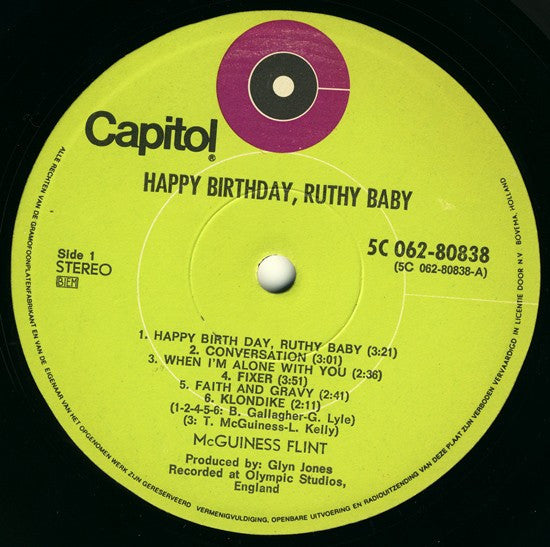 Capitol®
HAPPY BIRTHDAY, RUTHY BABY
Side 1
STEREO
BIEM
5C 062-80838
(5C 062-80838-A)
1. HAPPY BIRTH DAY, RUTHY BABY (3:21)
2. CONVERSATION (3:01)
3. WHEN I'M ALONE WITH YOU (2:36)
4. FIXER (3:51)
5. FAITH AND GRAVY (2:41)
6. KLONDIKE (2:11)
(1-2-4-5-6: B. Gallagher-G. Lyle)
(3: T. McGuiness-L. Kelly)
McGUINESS FLINT
Produced by: Glyn Jones
Recorded at Olympic Studios,
England
ALLE RECHTEN VAN DE GRAMOFOONPLATENFABRIKANT EN VAN DE EIGENAAR VAN HET OPGENOMEN WERK ZIJN GERESERVEERD VERMENIGVULDIGING, OPENBARE UITVOERING EN RADIOUITZENDING VAN DEZE PLAAT ZIJN VERBODEN VERVAARDIGD IN LICENTIE DOOR N.V. BOVEMA, HOLLAND